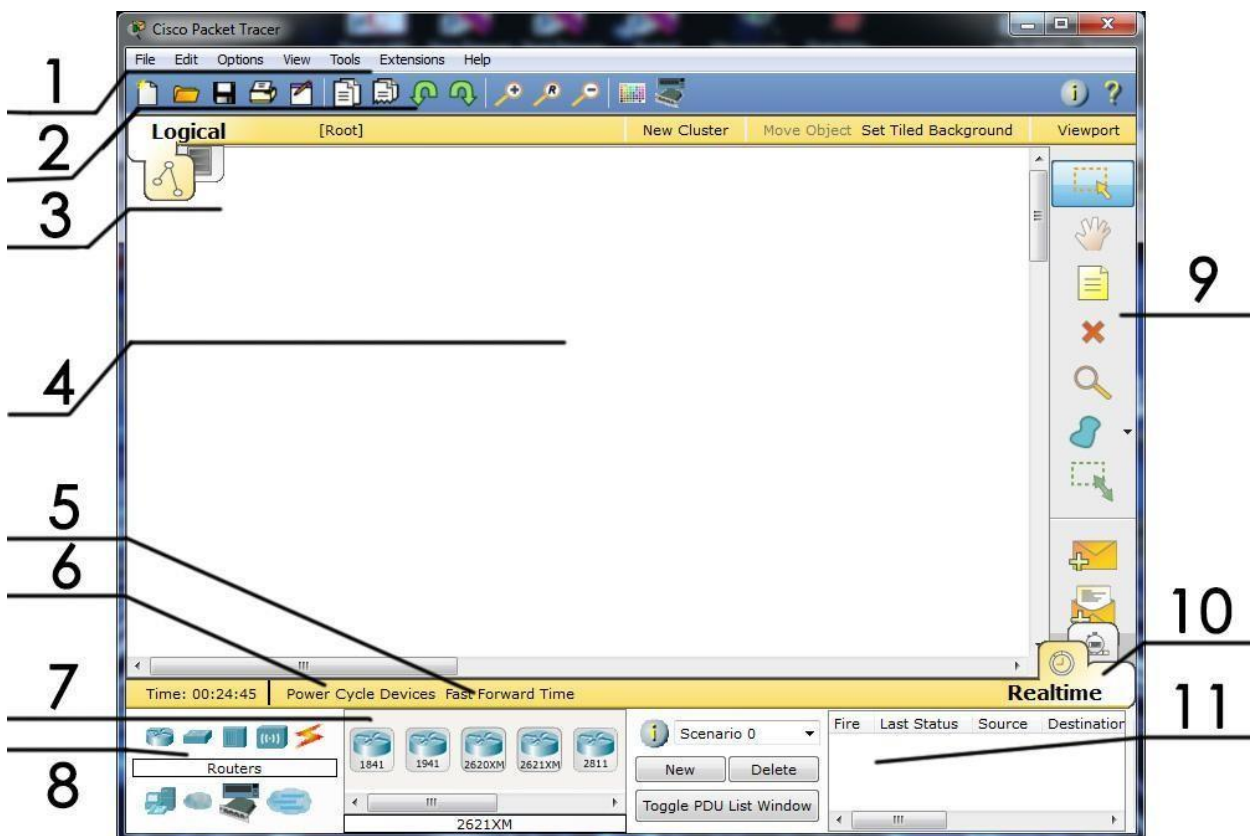 Cisco Packet Tracer
File Edit Options View Tools Extensions Help
1
2
Logical [Root] New Cluster Move Object Set Tiled Background Viewport
3
9
4
5
6
10
Time: 00:24:45 Power Cycle Devices Fast Forward Time Realtime
7
11
Fire Last Status Source Destination
Scenario 0
1841 1941 2620XM 2621XM 2811
Routers
New Delete
8
Toggle PDU List Window
2621XM